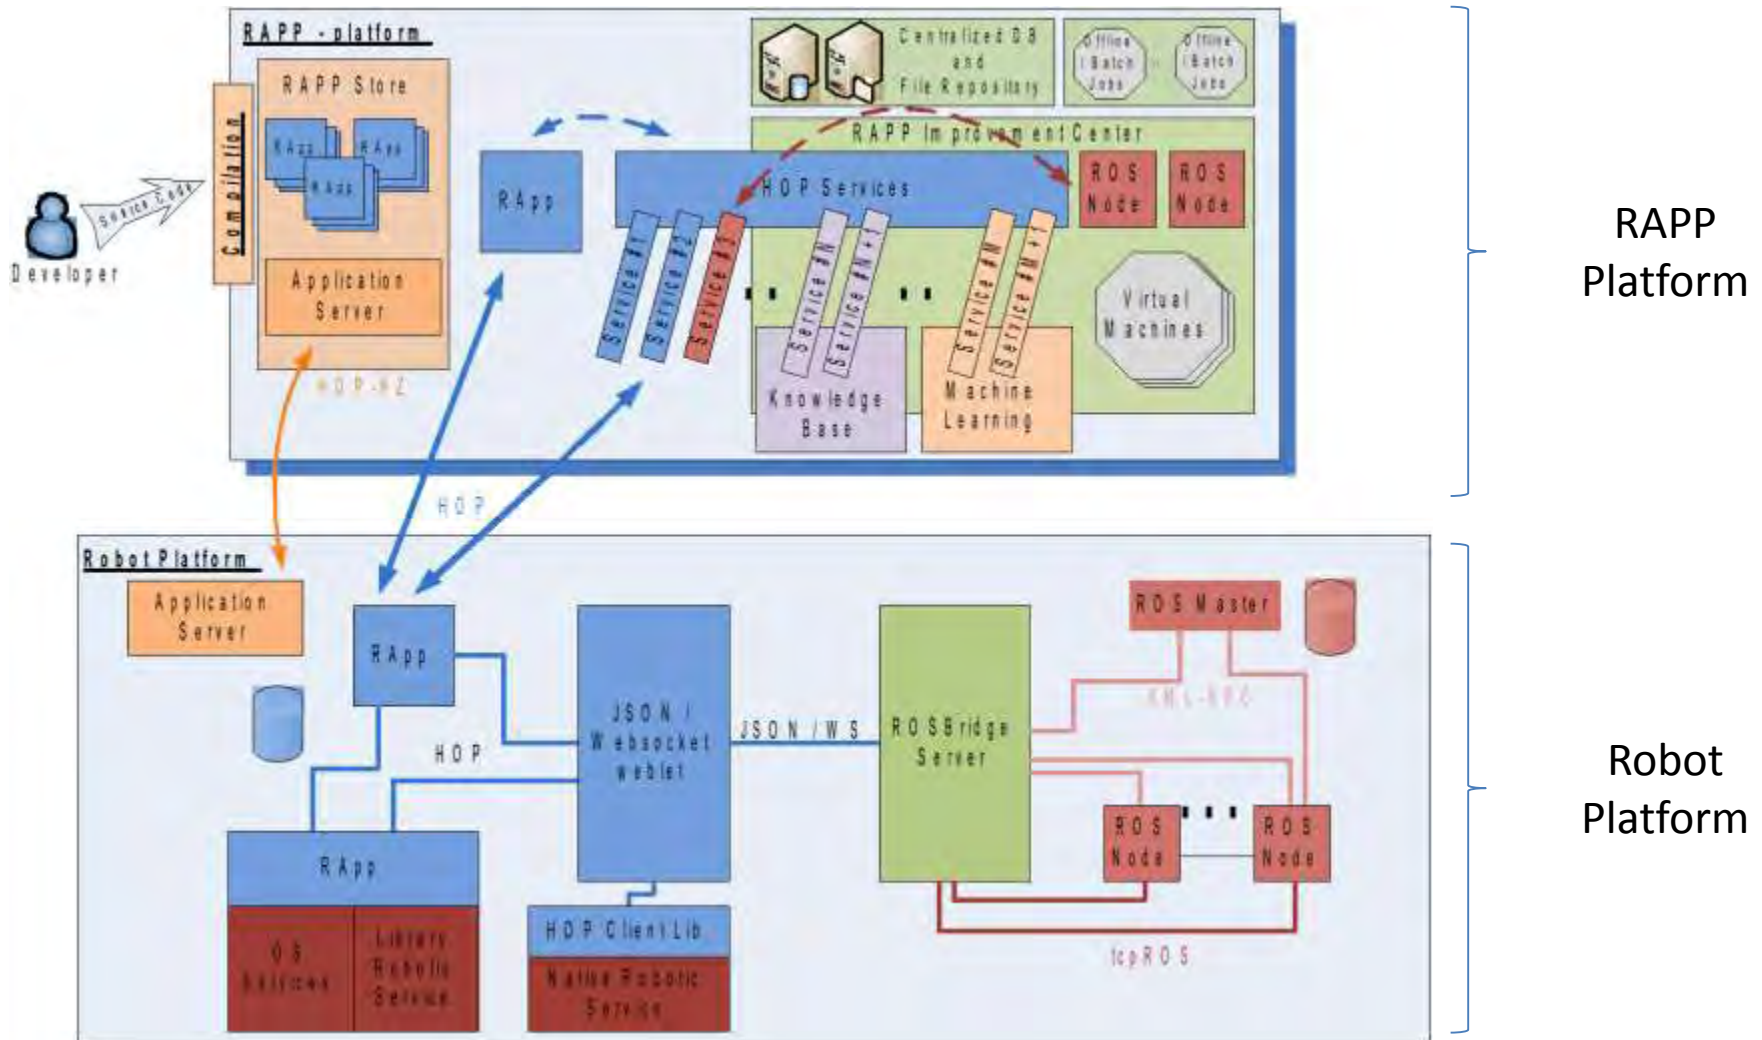 RAPP - platform
RAPP Store
RApp
RApp
RApp
Compilation
Application
Server
Source Code
Developer
RApp
Centralized DB
and
File Repository
Offline
/ Batch
Jobs
Offline
/ Batch
Jobs
RAPP Improvement Center
HOP Services
ROS
Node
ROS
Node
Service #1
Service #2
Service #3
Service #N
Service #N + 1
Service #M
Service #M + 1
Virtual
Machines
Knowledge
Base
Machine
Learning
HOP
RAPP
Platform
Robot Platform
Application
Server
RApp
HOP
JSON /
Websocket
weblet
JSON / WS
ROSBridge
Server
ROS Master
XML-RPC
ROS
Node
ROS
Node
tcpROS
RApp
OS
Services
Library
Robotic
Service
HOP Client Lib
Native Robotic
Service
Robot
Platform